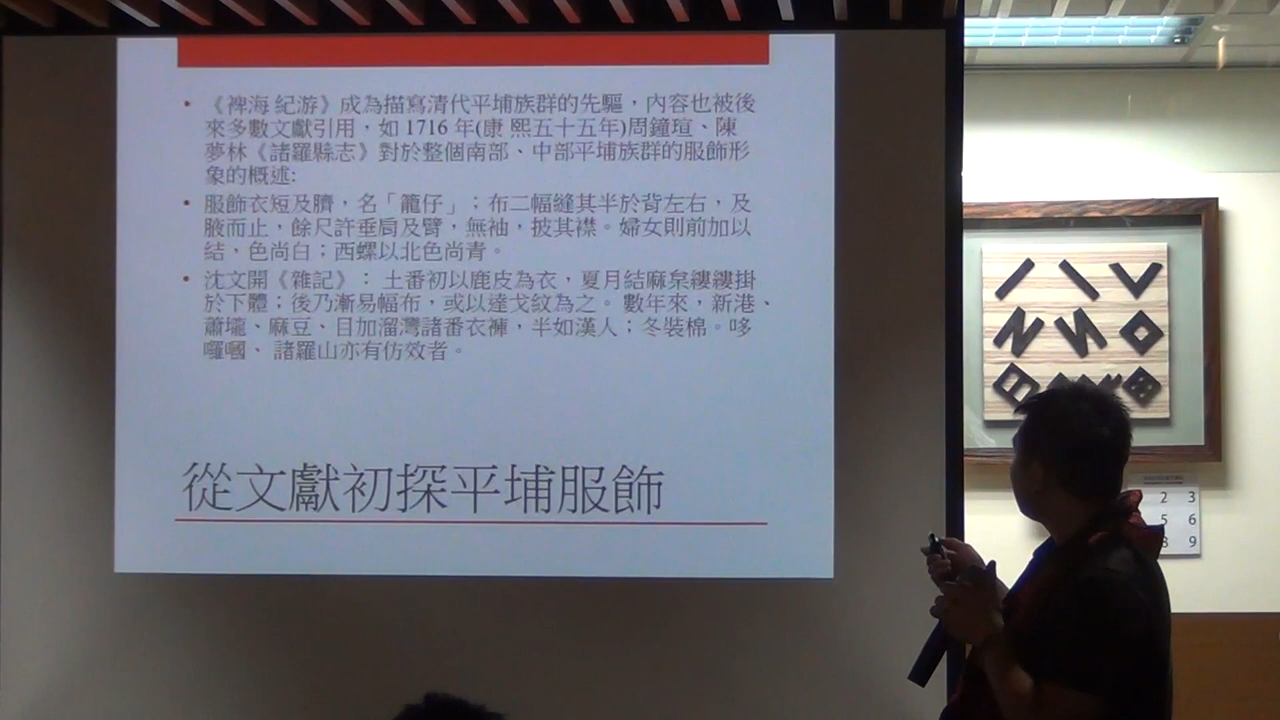 •《裨海 紀游》成為描寫清代平埔族群的先驅，內容也被後
來多數文獻引用，如 1716 年(康 熙五十五年)周鐘瑄、陳
夢林《諸羅縣志》對於整個南部、中部平埔族群的服飾形
象的概述:
• 服飾衣短及臍，名「籠仔」；布二幅縫其半於背左右，及
腋而止，餘尺許垂肩及臂，無袖，披其襟。婦女則前加以
結，色尚白；西螺以北色尚青。
• 沈文開《雜記》： 土番初以鹿皮為衣，夏月結麻枲縷縷掛
於下體；後乃漸易幅布，或以達戈紋為之。 數年來，新港、
蕭壠、麻豆、目加溜灣諸番衣褲，半如漢人；冬裝棉。哆
囉嘓、 諸羅山亦有仿效者。
從文獻初探平埔服飾
2 3
5 6
9